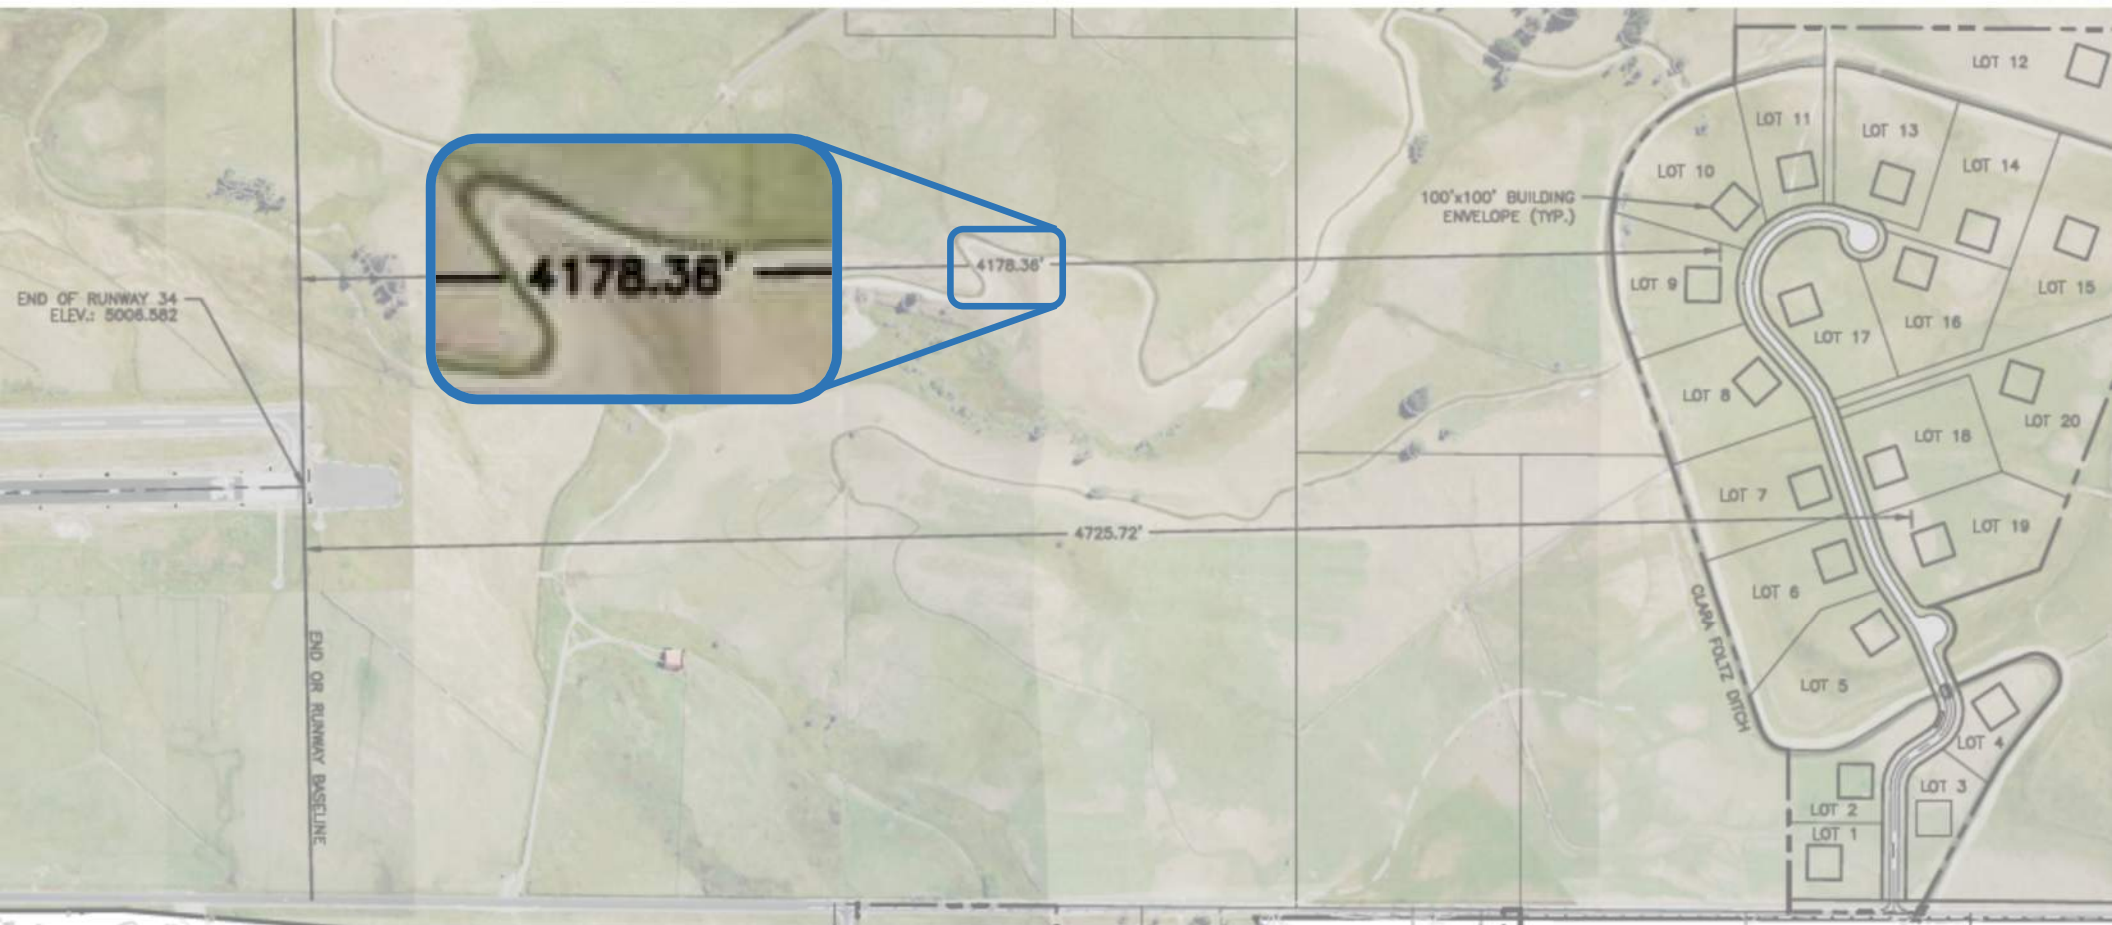 LOT 12
LOT 11
LOT 13
LOT 14
LOT 10
100'x100' BUILDING
ENVELOPE (TYP.)
4178.36'
4178.36'
LOT 9
LOT 15
END OF RUNWAY 34
ELEV.: 5006.582
LOT 16
LOT 17
LOT 8
LOT 20
LOT 18
LOT 7
LOT 19
4725.72'
LOT 6
CLARA FOLTZ DITCH
END OR RUNWAY BASELINE
LOT 5
LOT 4
LOT 3
LOT 2
LOT 1